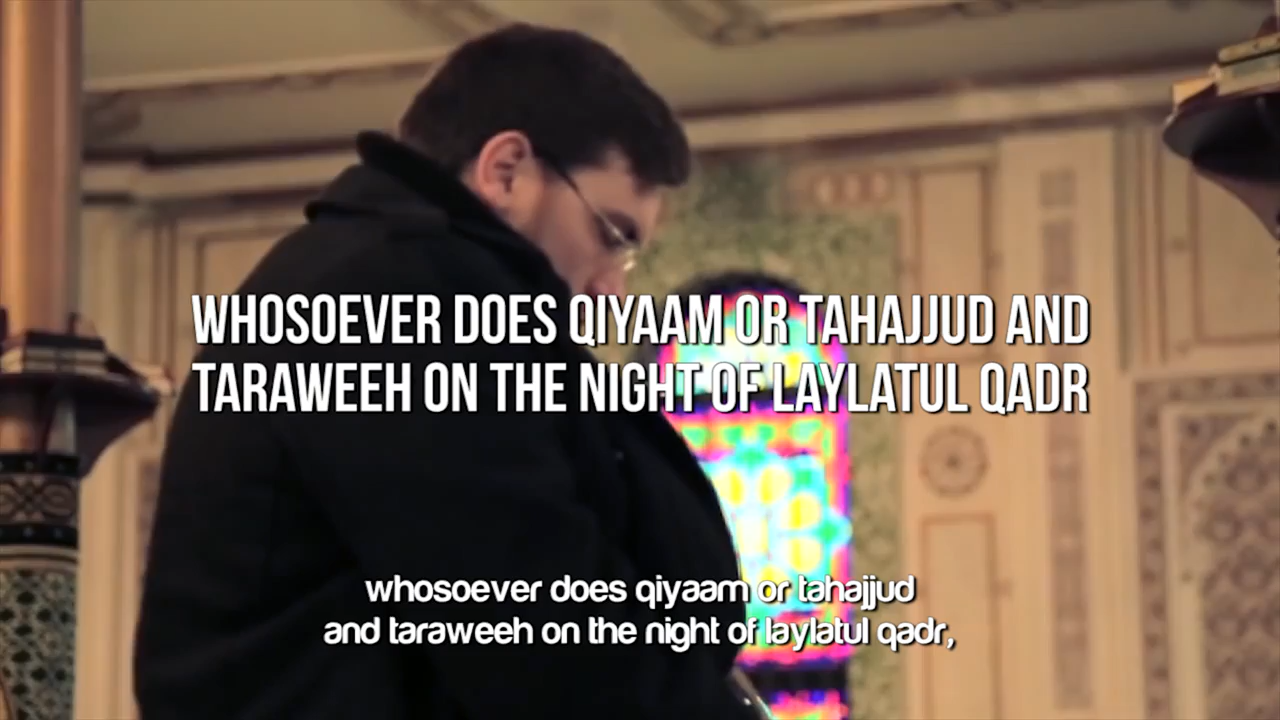 WHOSOEVER DOES QIYAAM OR TAHAJJUD AND
TARAWEEH ON THE NIGHT OF LAYLATUL QADR
whosoever does qiyaam or tahajjud
and taraweeh on the night of laylatul qadr,